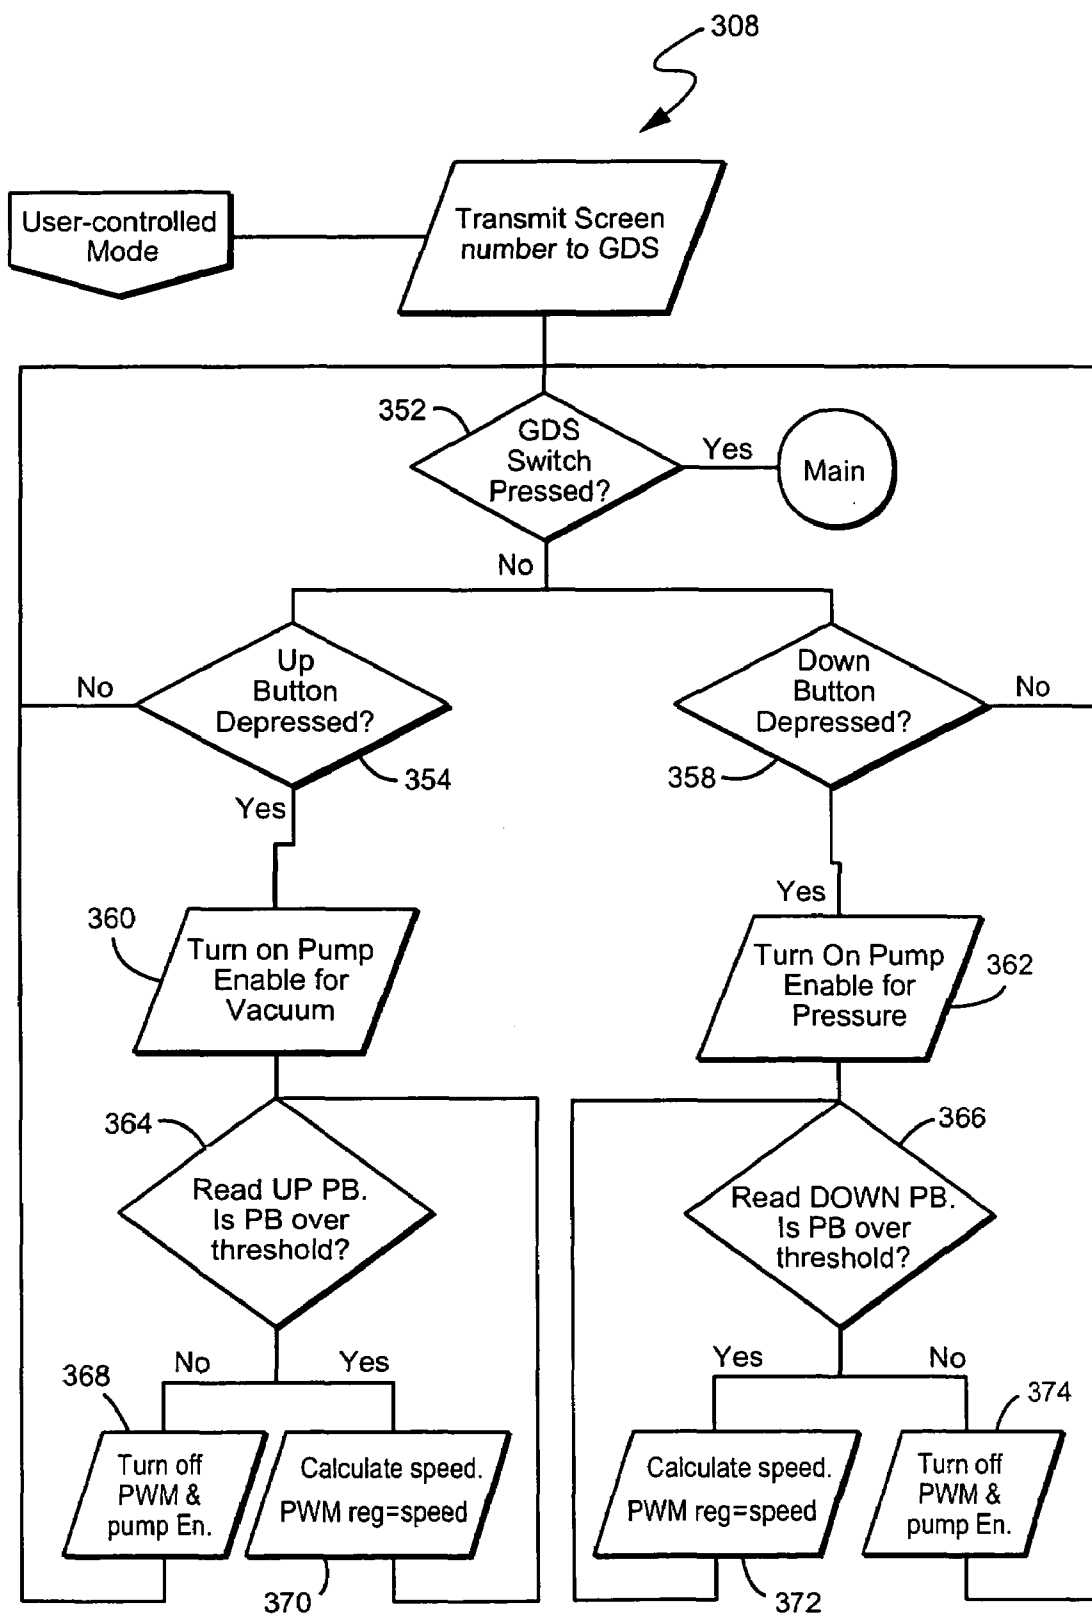 308
User-controlled
Mode
Transmit Screen
number to GDS
352
GDS
Switch
Pressed?
Yes
Main
No
Up
Button
Depressed?
No
354
Yes
Down
Button
Depressed?
No
358
Yes
360
Turn on Pump
Enable for
Vacuum
Turn On Pump
Enable for
Pressure
362
364
Read UP PB.
Is PB over
threshold?
366
Read DOWN PB.
Is PB over
threshold?
No
Yes
Yes
No
368
Turn off
PWM &
pump En.
Calculate speed.
PWM reg=speed
370
Calculate speed.
PWM reg=speed
372
374
Turn off
PWM &
pump En.